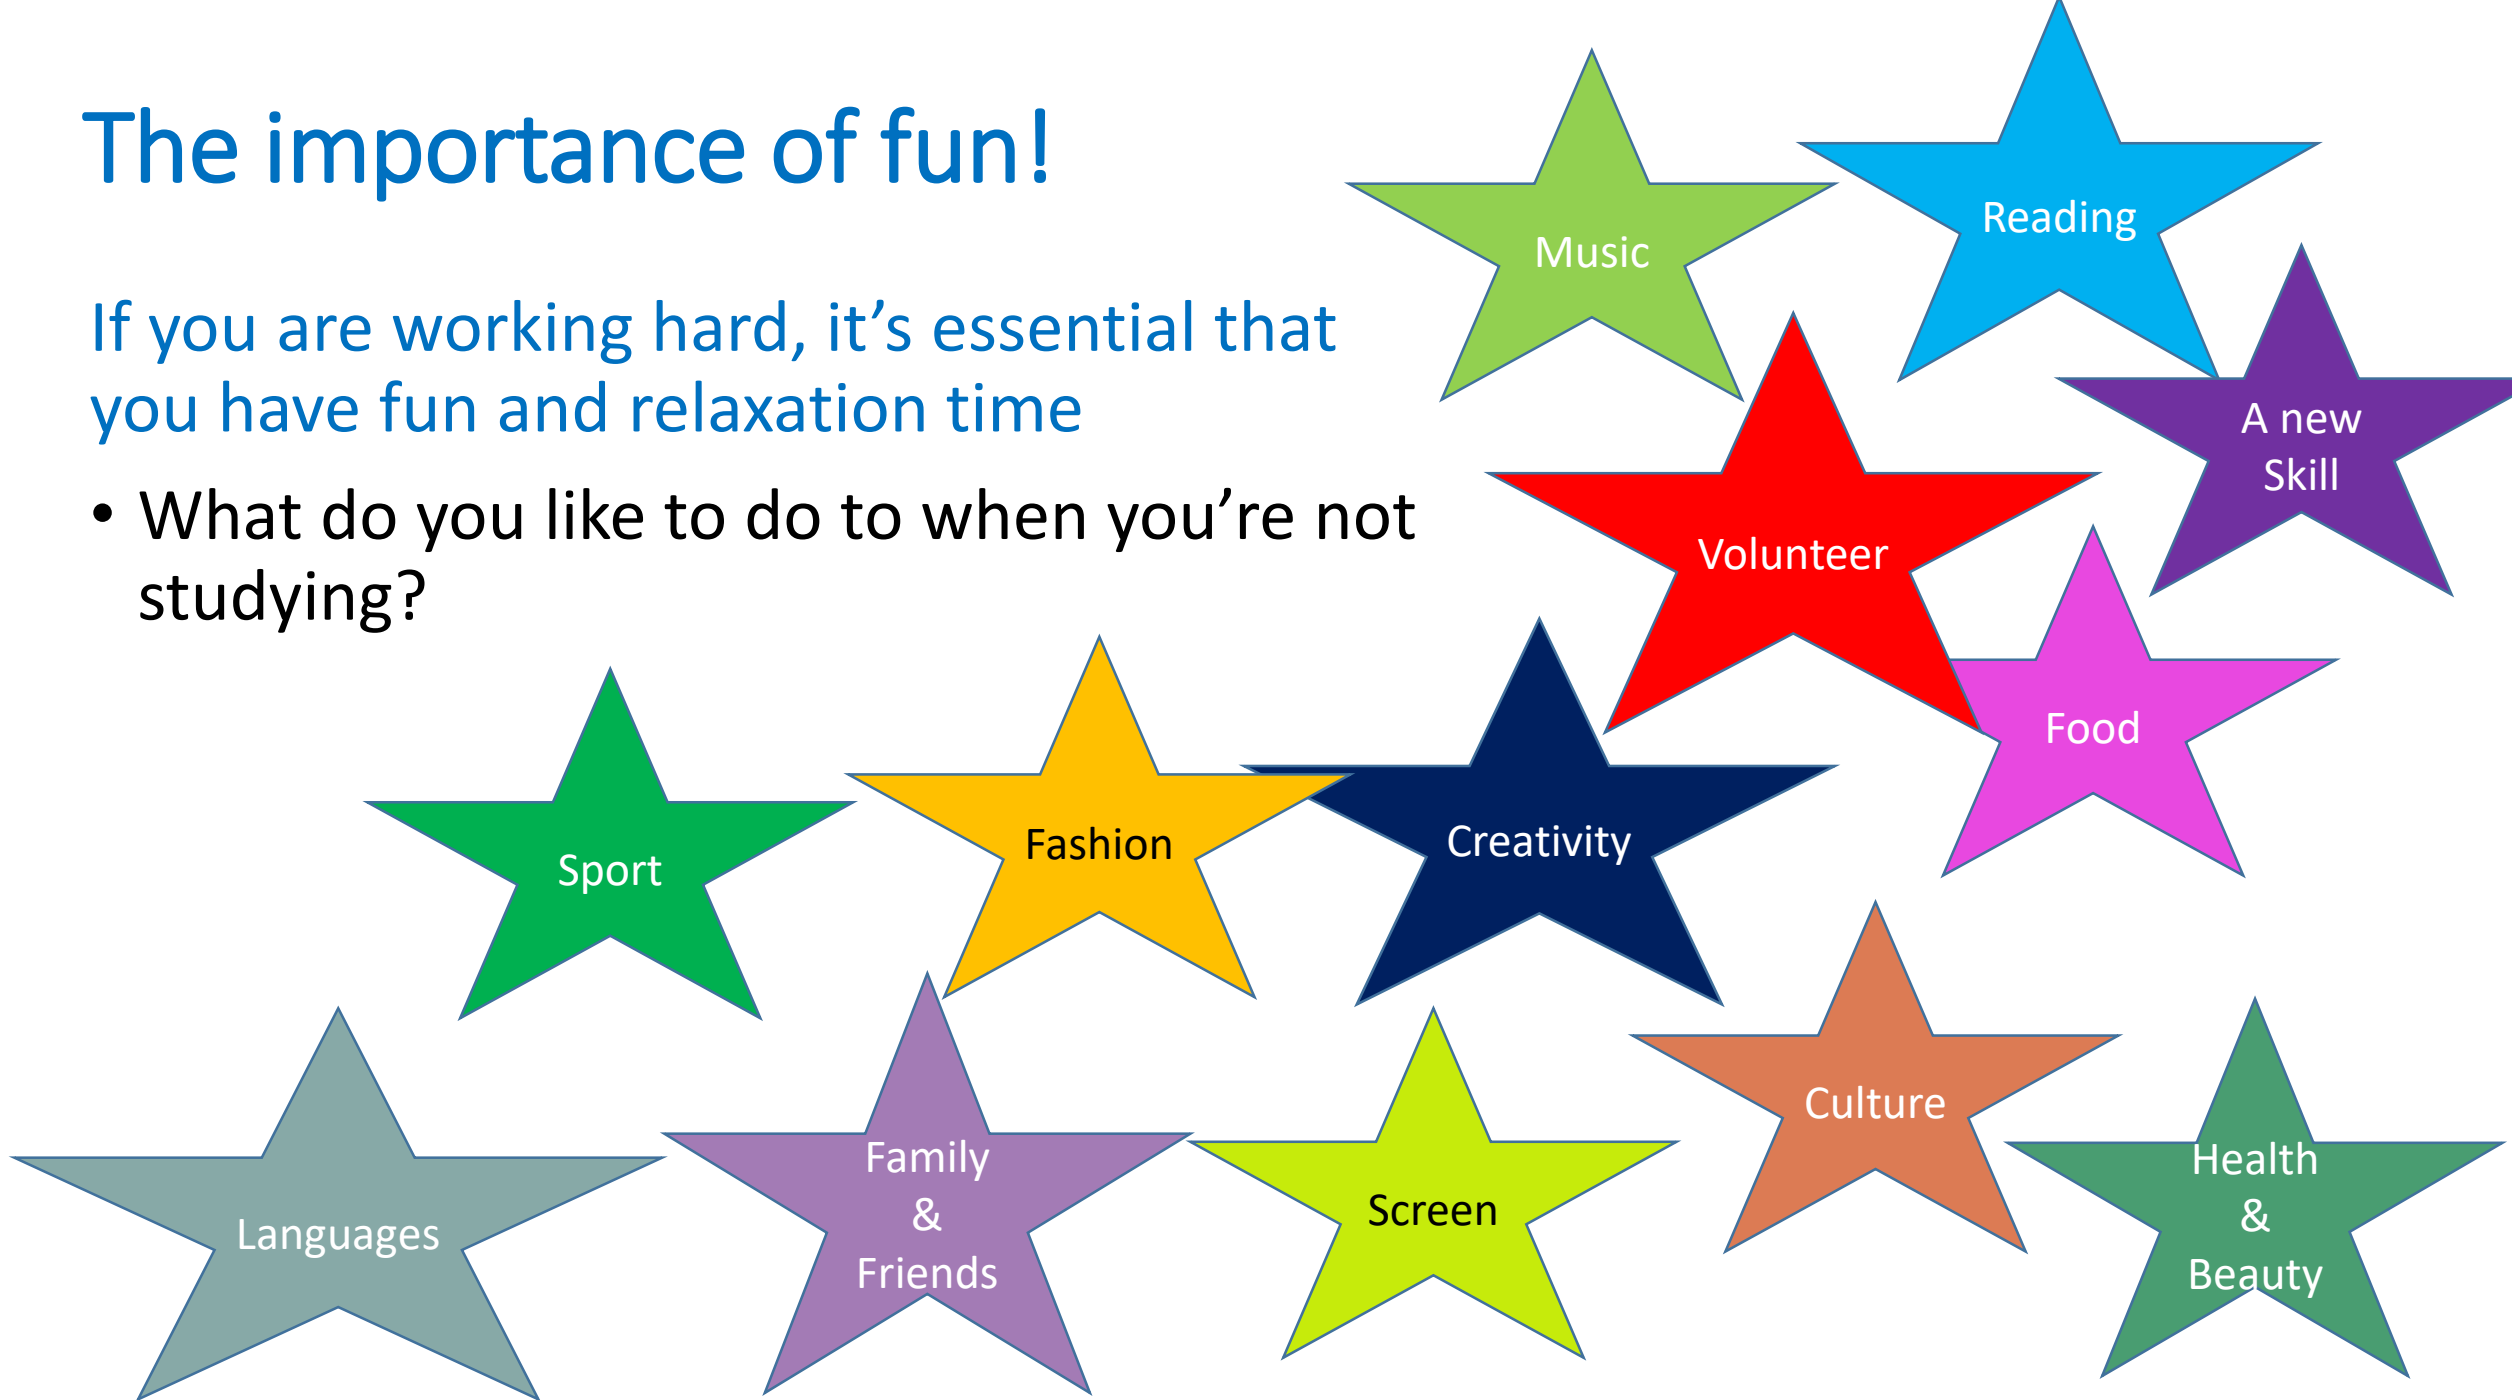 The importance of fun!
If you are working hard, it’s essential that
you have fun and relaxation time
• What do you like to do to when you’re not
studying?
Music
Reading
A new
Skill
Volunteer
Food
Sport
Fashion
Creativity
Languages
Family
&
Friends
Screen
Culture
Health
&
Beauty